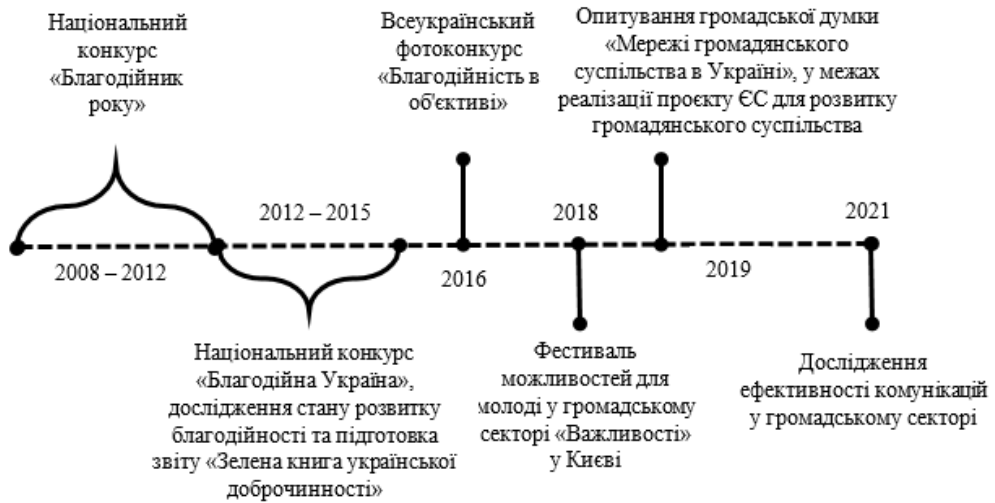 Національний
конкурс
«Благодійник
року»
Всеукраїнський
фотоконкурс
«Благодійність в
об'єктиві»
Опитування громадської думки
«Мережі громадянського
суспільства в Україні», у межах
реалізації проєкту ЄС для розвитку
громадянського суспільства
2012 – 2015
2018
2021
2008 – 2012
2016
2019
Національний конкурс
«Благодійна Україна»,
дослідження стану розвитку
благодійності та підготовка
звіту «Зелена книга української
доброчинності»
Фестиваль
можливостей для
молоді у громадському
секторі «Важливості»
у Києві
Дослідження
ефективності комунікацій
у громадському секторі